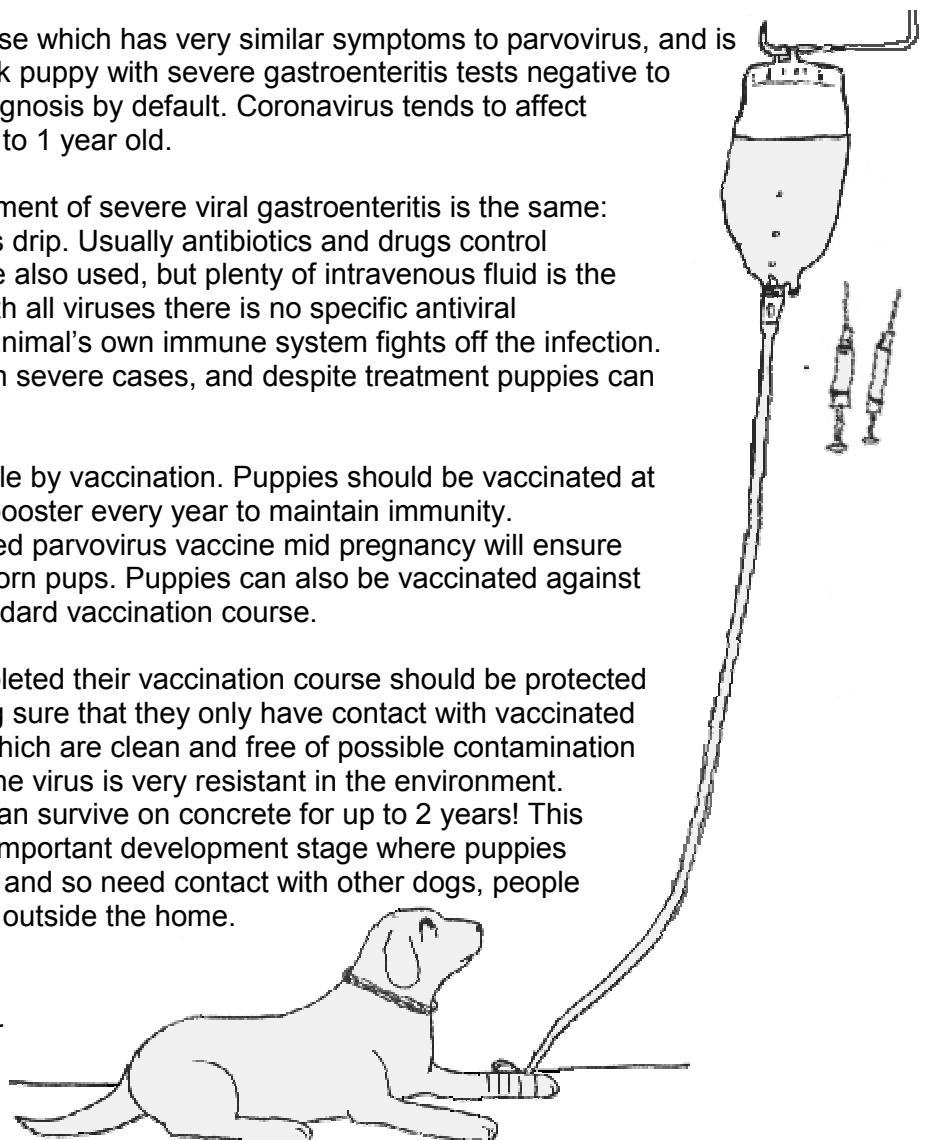 se which has very similar symptoms to parvovirus, and is
k puppy with severe gastroenteritis tests negative to
gnosis by default. Coronavirus tends to affect
to 1 year old.
ment of severe viral gastroenteritis is the same:
s drip. Usually antibiotics and drugs control
e also used, but plenty of intravenous fluid is the
th all viruses there is no specific antiviral
nimal’s own immune system fights off the infection.
n severe cases, and despite treatment puppies can
le by vaccination. Puppies should be vaccinated at
booster every year to maintain immunity.
ed parvovirus vaccine mid pregnancy will ensure
orn pups. Puppies can also be vaccinated against
dard vaccination course.
leted their vaccination course should be protected
g sure that they only have contact with vaccinated
which are clean and free of possible contamination
he virus is very resistant in the environment.
an survive on concrete for up to 2 years! This
mportant development stage where puppies
and so need contact with other dogs, people
outside the home.